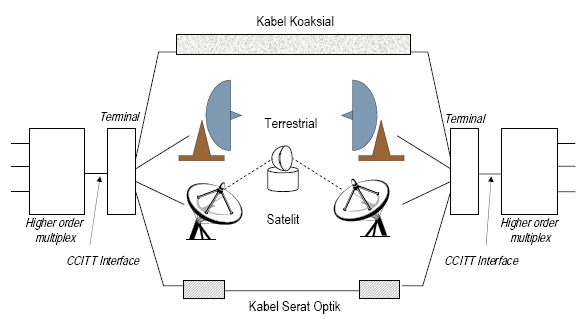 Kabel Koaksial
Terminal
Terrestrial
Terminal
Satelit
Higher order
multiplex
Higher order
multiplex
CCITT Interface
CCITT Interface
Kabel Serat Optik